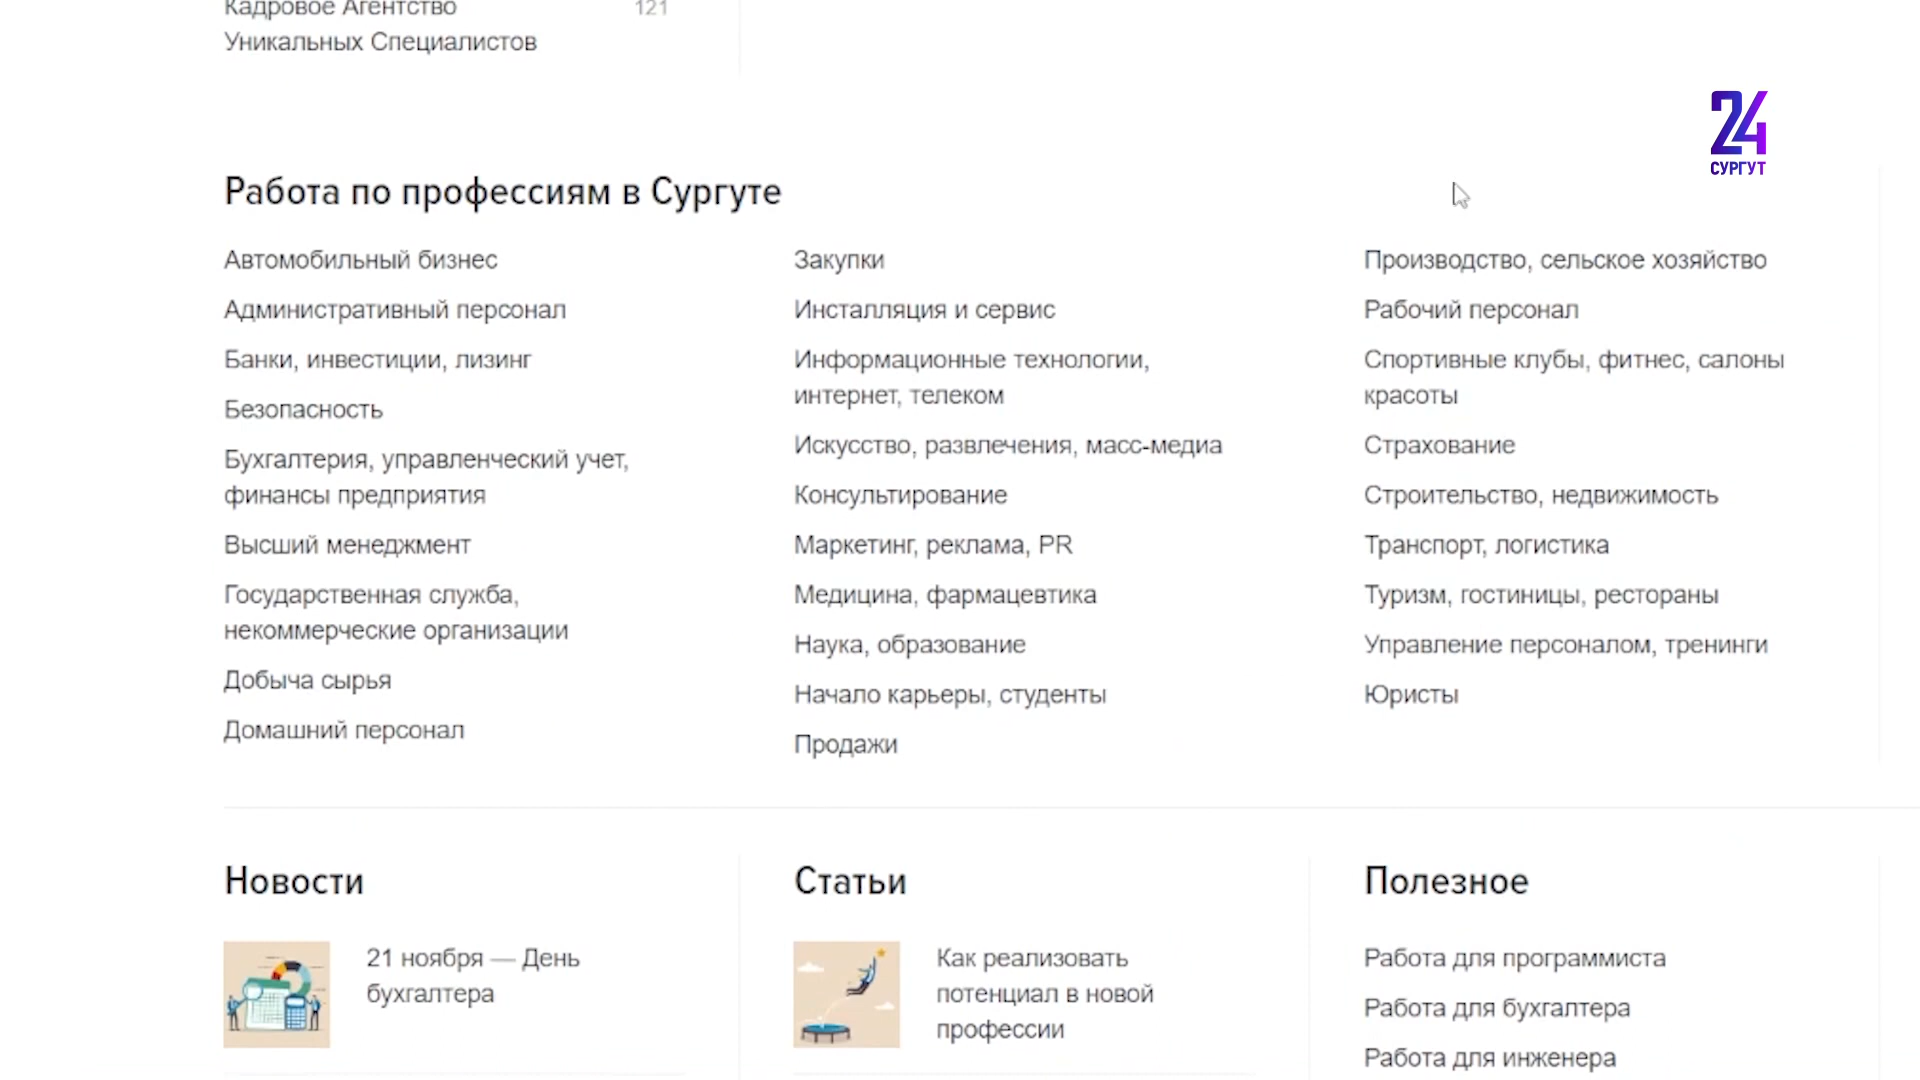 Кадровое Агентство
Уникальных Специалистов
121
24
СУРГУТ
Работа по профессиям в Сургуте
Автомобильный бизнес
Административный персонал
Банки, инвестиции, лизинг
Безопасность
Бухгалтерия, управленческий учет,
финансы предприятия
Высший менеджмент
Государственная служба,
некоммерческие организации
Добыча сырья
Домашний персонал
Закупки
Инсталляция и сервис
Информационные технологии,
интернет, телеком
Искусство, развлечения, масс-медиа
Консультирование
Маркетинг, реклама, PR
Медицина, фармацевтика
Наука, образование
Начало карьеры, студенты
Продажи
Производство, сельское хозяйство
Рабочий персонал
Спортивные клубы, фитнес, салоны
красоты
Страхование
Строительство, недвижимость
Транспорт, логистика
Туризм, гостиницы, рестораны
Управление персоналом, тренинги
Юристы
Новости
21 ноября — День
бухгалтера
Статьи
Как реализовать
потенциал в новой
профессии
Полезное
Работа для программиста
Работа для бухгалтера
Работа для инженера